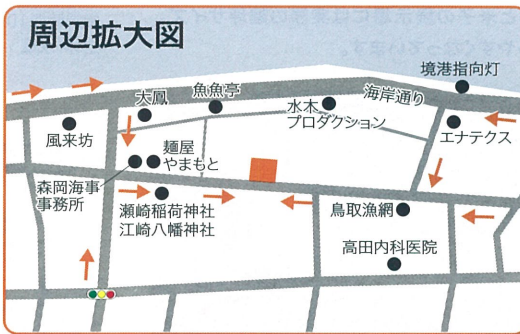 周辺拡大図
境港指向灯
海岸通り
大鳳
魚魚亭
水木
プロダクション
エナテクス
風来坊
麺屋
やまもと
森岡海事
事務所
瀬崎稲荷神社
江崎八幡神社
鳥取漁網
高田内科医院